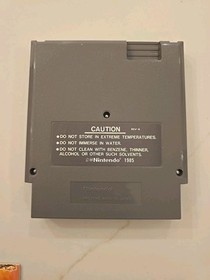 CAUTION REV-A
●DO NOT STORE IN EXTREME TEMPERATURES.
●DO NOT IMMERSE IN WATER.
●DO NOT CLEAN WITH BENZENE, THINNER,
ALCOHOL OR OTHER SUCH SOLVENTS.
©®Nintendo 1985